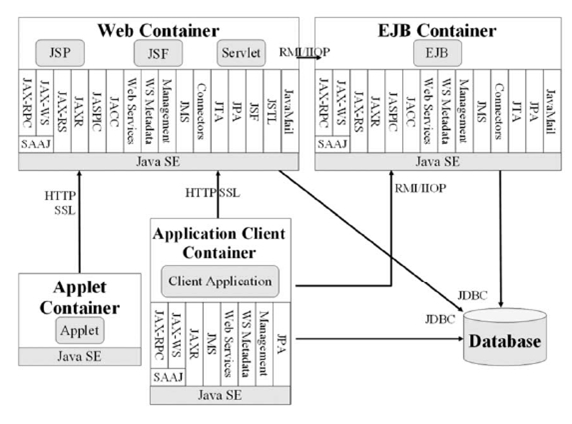 Web Container
JSP
JSF
Servlet
JAX-RPC
JAX-WS
SAAJ
JAX-RS
JAXR
JASPIC
JACC
Web Services
WS Metadata
Management
JMS
Connectors
JTA
JPA
JSF
JSTL
JavaMail
Java SE
RMI/IIOP
EJB Container
EJB
JAX-RPC
JAX-WS
SAAJ
JAX-RS
JAXR
JASPIC
JACC
Web Services
WS Metadata
Management
JMS
Connectors
JTA
JPA
JavaMail
Java SE
HTTP
SSL
HTTP
SSL
RMI/IIOP
Application Client
Container
Client Application
JAX-RPC
JAX-WS
SAAJ
JAXR
JMS
Web Services
WS Metadata
Management
JPA
Java SE
Applet
Container
Applet
Java SE
JDBC
JDBC
Database